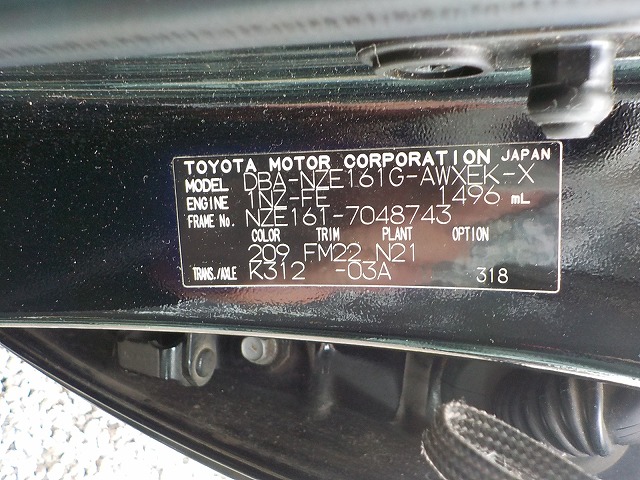 TOYOTA MOTOR CORPORATION JAPAN
MODEL DBA-NZE161G-AWXEK-X
ENGINE 1NZ-FE 1496 mL
FRAME No. NZE161-7048743
COLOR TRIM PLANT OPTION
209 FM22 N21
TRANS./AXLE K312 -03A 318